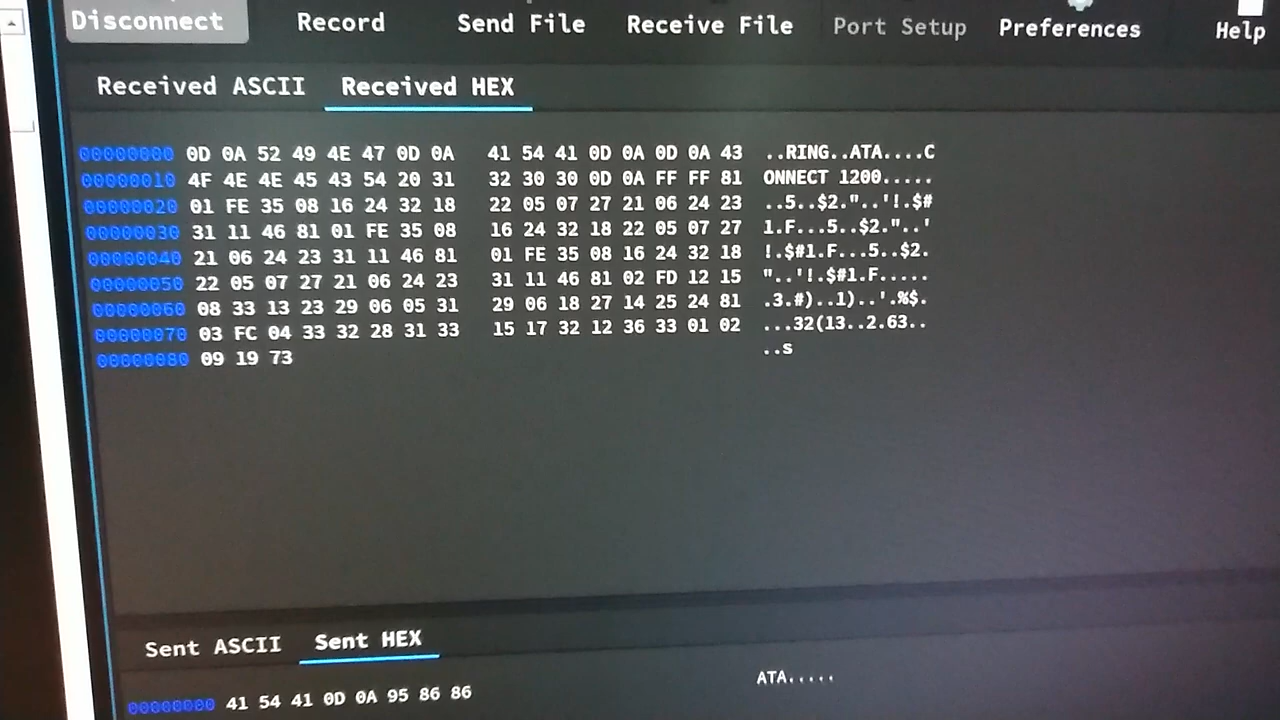 Disconnect Record Send File Receive File Port Setup Preferences Help
Received ASCII Received HEX
00000000 0D 0A 52 49 4E 47 0D 0A 41 54 41 0D 0A 0D 0A 43 ..RING..ATA....C
00000010 4F 4E 4E 45 43 54 20 31 32 30 30 0D 0A FF FF 81 ONNECT 1200.....
00000020 01 FE 35 08 16 24 32 18 22 05 07 27 21 06 24 23 ..5..$2."..'!.$#
00000030 31 11 46 81 01 FE 35 08 16 24 32 18 22 05 07 27 1.F...5..$2."..'
00000040 21 06 24 23 31 11 46 81 01 FE 35 08 16 24 32 18 !.$#1.F...5..$2.
00000050 22 05 07 27 21 06 24 23 31 11 46 81 02 FD 12 15 "..'!.$#1.F.....
00000060 08 33 13 23 29 06 05 31 29 06 18 27 14 25 24 81 .3.#)..1)..'.%$.
00000070 03 FC 04 33 32 28 31 33 15 17 32 12 36 33 01 02 ...32(13..2.63..
00000080 09 19 73 ..s
Sent ASCII Sent HEX
00000000 41 54 41 0D 0A 95 86 86 ATA.....